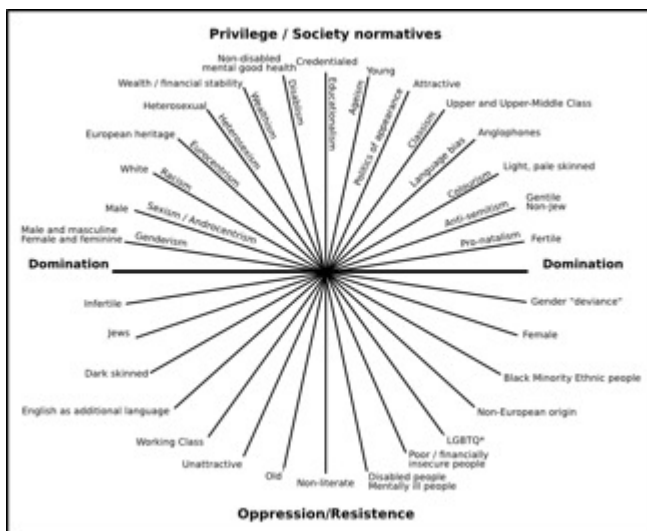 Privilege / Society normatives
Non-disabled
mental good health
Credentialed
Young
Wealth / financial stability
Attractive
Heterosexual
Upper and Upper-Middle Class
European heritage
Anglophones
White
Light, pale skinned
Male
Gentile
Non-Jew
Male and masculine
Female and feminine
Fertile
Genderism
Sexism / Androcentrism
Racism
Eurocentrism
Heterosexism
Wealthism
Disablism
Educationalism
Ageism
Politics of appearance
Classism
Language bias
Colourism
Anti-semitism
Pro-natalism
Domination
Domination
Infertile
Gender "deviance"
Jews
Female
Dark skinned
Black Minority Ethnic people
English as additional language
Non-European origin
Working Class
LGBTQ*
Unattractive
Poor / financially
insecure people
Old
Non-literate
Disabled people
Mentally ill people
Oppression/Resistance